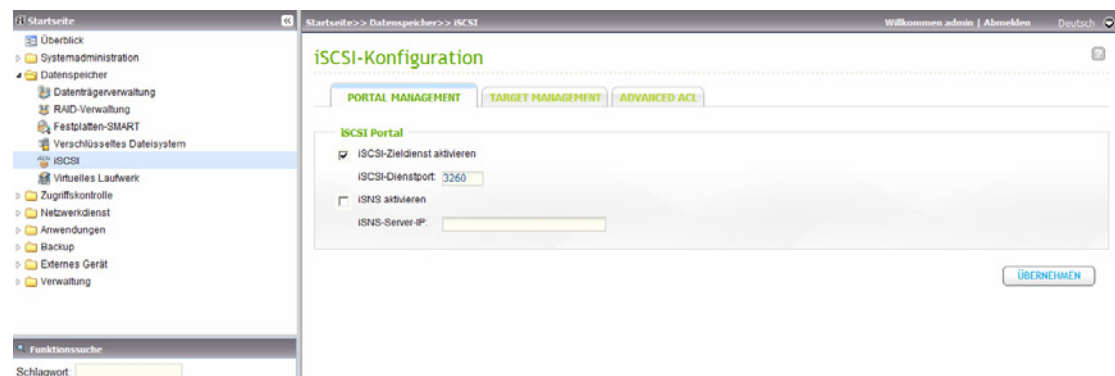 Startseite
Startseite>> Datenspeicher>> iSCSI
Willkommen admin | Abmelden
Deutsch
Überblick
Systemadministration
Datenspeicher
Datenträgerverwaltung
RAID-Verwaltung
Festplatten-SMART
Verschlüsseltes Dateisystem
iSCSI
Virtuelles Laufwerk
Zugriffskontrolle
Netzwerkdienst
Anwendungen
Backup
Externes Gerät
Verwaltung
Funktionssuche
Schlagwort:
iSCSI-Konfiguration
?
PORTAL MANAGEMENT
TARGET MANAGEMENT
ADVANCED ACL
iSCSI Portal
iSCSI-Zieldienst aktivieren
iSCSI-Dienstport: 3260
iSNS aktivieren
iSNS-Server-IP:
ÜBERNEHMEN